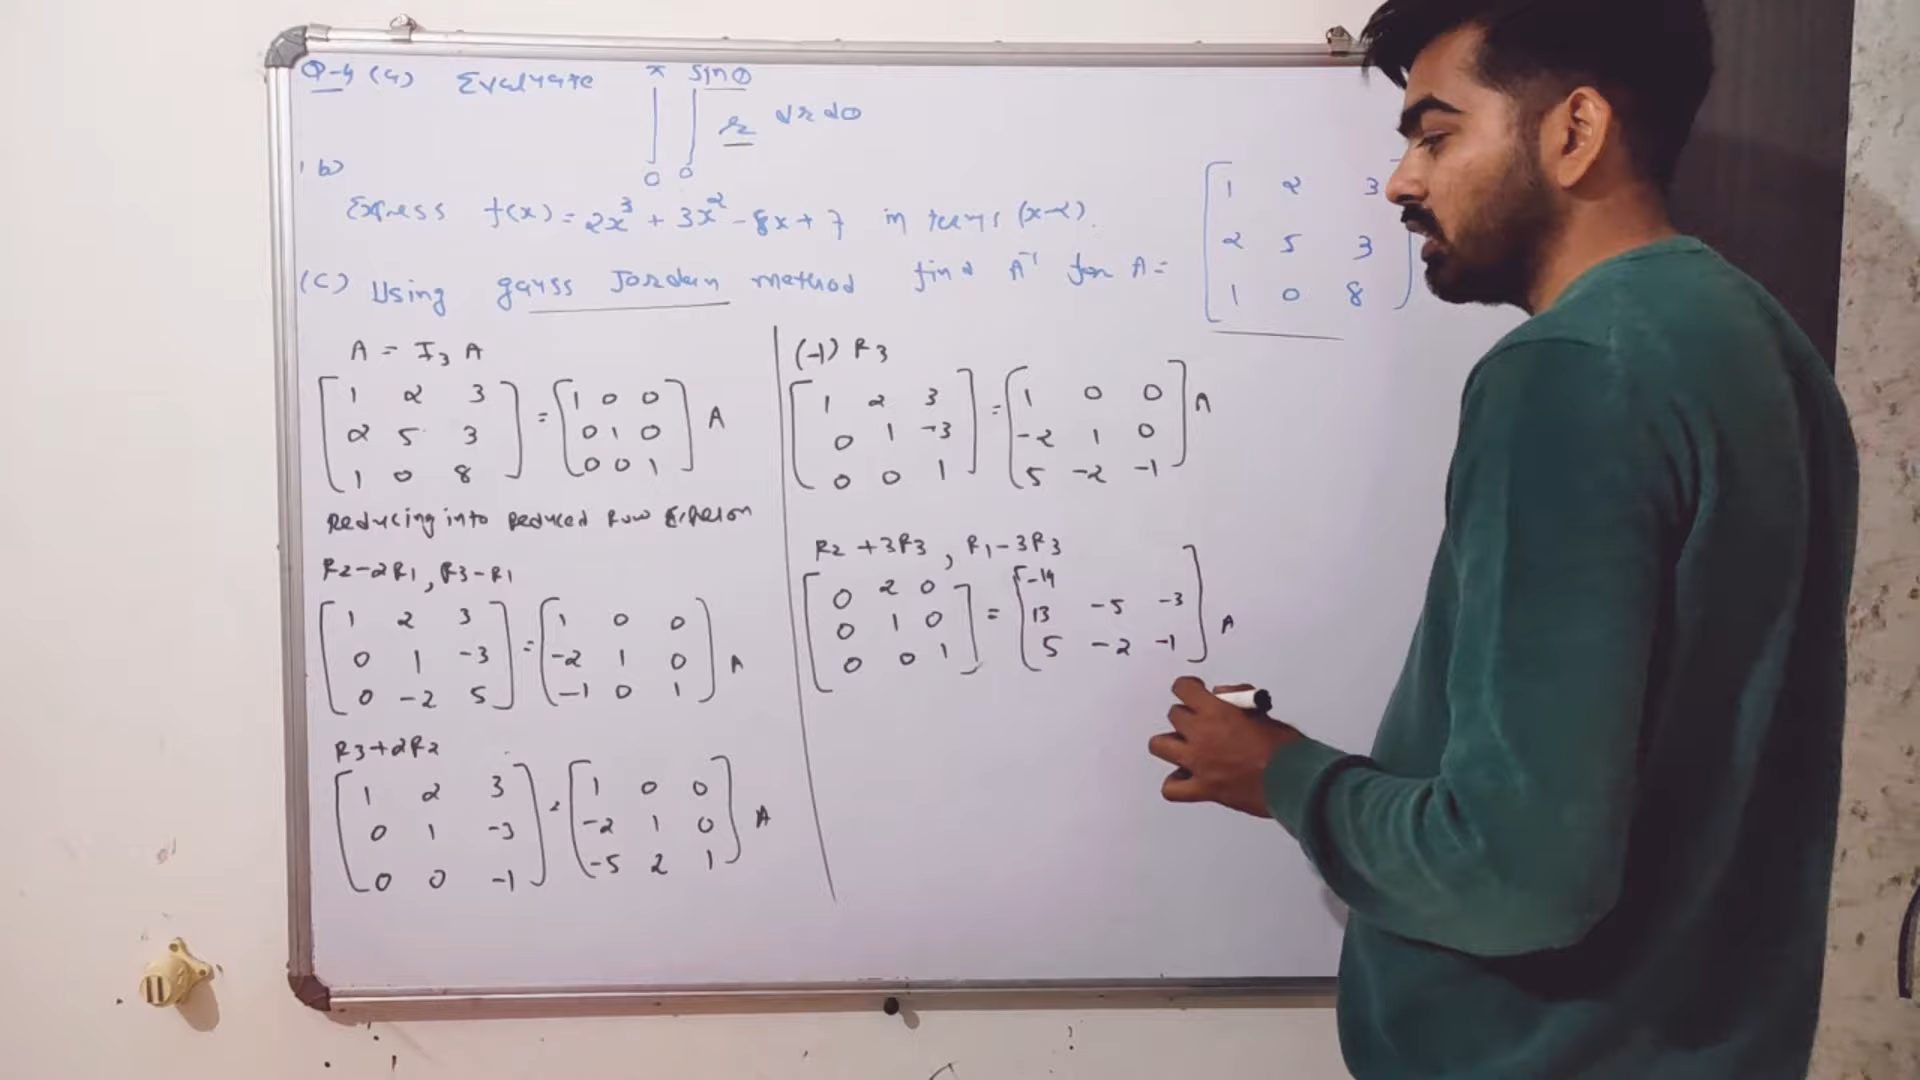 Q-4 (a) Evaluate ∫₀^π ∫₀^sinθ r dr dθ
(b)
Express f(x) = 2x³ + 3x² - 8x + 7 in terms (x-2).
(C) Using gauss Jordan method find A⁻¹ for A =
1 2 3
2 5 3
1 0 8
A = I₃ A
[1 2 3] = [1 0 0]
[2 5 3] [0 1 0] A
[1 0 8] [0 0 1]
Reducing into Reduced Row
R2-2R1, R3-R1
[1 2 3] = [1 0 0]
[0 1 -3] [-2 1 0] A
[0 -2 5] [-1 0 1]
R3+2R2
[1 2 3] = [1 0 0]
[0 1 -3] [-2 1 0] A
[0 0 -1] [-5 2 1]
(-1) R3
[1 2 3] = [1 0 0] A
[0 1 -3] [-2 1 0]
[0 0 1] [5 -2 -1]
R2 +3R3, R1-3R3
[0 2 0] = [-14
[0 1 0] [13 -5 -3] A
[0 0 1] [5 -2 -1]